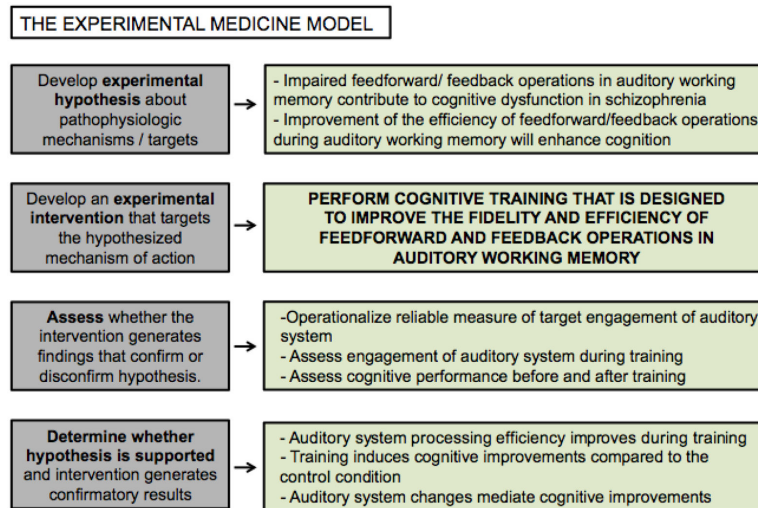 THE EXPERIMENTAL MEDICINE MODEL
Develop experimental
hypothesis about
pathophysiologic
mechanisms / targets
- Impaired feedforward/ feedback operations in auditory working
memory contribute to cognitive dysfunction in schizophrenia
- Improvement of the efficiency of feedforward/feedback operations
during auditory working memory will enhance cognition
Develop an experimental
intervention that targets
the hypothesized
mechanism of action
PERFORM COGNITIVE TRAINING THAT IS DESIGNED
TO IMPROVE THE FIDELITY AND EFFICIENCY OF
FEEDFORWARD AND FEEDBACK OPERATIONS IN
AUDITORY WORKING MEMORY
Assess whether the
intervention generates
findings that confirm or
disconfirm hypothesis.
-Operationalize reliable measure of target engagement of auditory
system
- Assess engagement of auditory system during training
- Assess cognitive performance before and after training
Determine whether
hypothesis is supported
and intervention generates
confirmatory results
- Auditory system processing efficiency improves during training
- Training induces cognitive improvements compared to the
control condition
- Auditory system changes mediate cognitive improvements